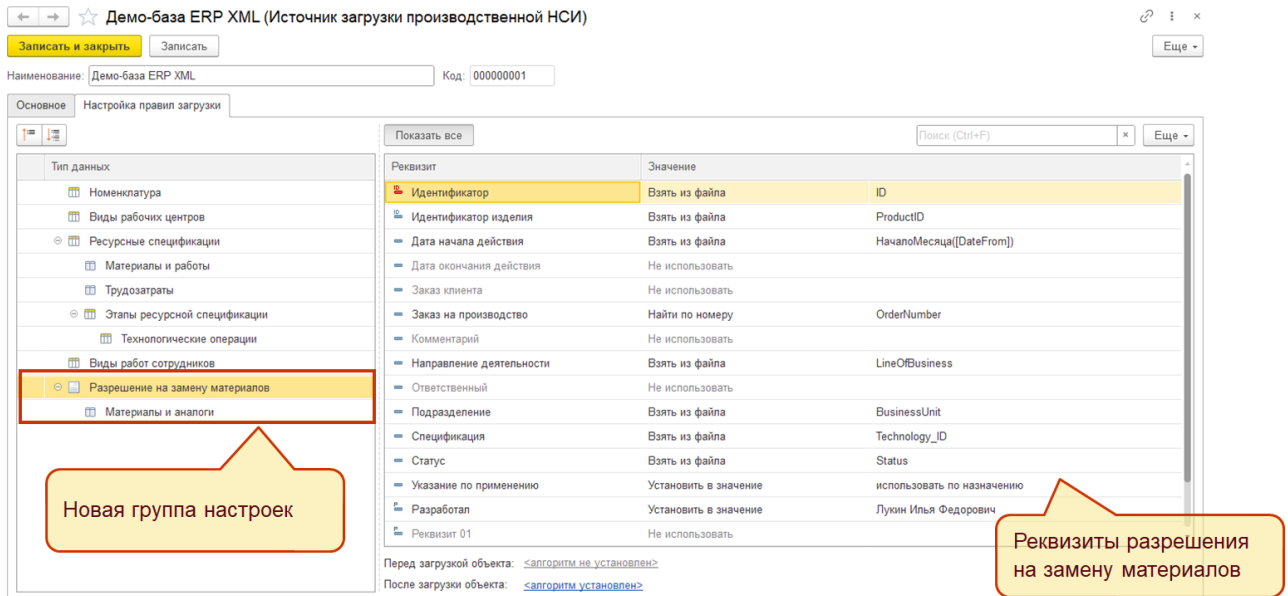 Демо-база ERP XML (Источник загрузки производственной НСИ)
Записать и закрыть Записать Еще
Наименование: Демо-база ERP XML Код: 000000001
Основное Настройка правил загрузки
Показать все Поиск (Ctrl+F) × Еще
Тип данных Реквизит Значение
Номенклатура Идентификатор Взять из файла ID
Виды рабочих центров Идентификатор изделия Взять из файла ProductID
Ресурсные спецификации Дата начала действия Взять из файла НачалоМесяца([DateFrom])
Материалы и работы Дата окончания действия Не использовать
Трудозатраты Заказ клиента Не использовать
Этапы ресурсной спецификации Заказ на производство Найти по номеру OrderNumber
Технологические операции Комментарий Не использовать
Виды работ сотрудников Направление деятельности Взять из файла LineOfBusiness
Разрешение на замену материалов Ответственный Не использовать
Материалы и аналоги Подразделение Взять из файла BusinessUnit
Спецификация Взять из файла Technology_ID
Статус Взять из файла Status
Указание по применению Установить в значение использовать по назначению
Разработал Установить в значение Лукин Илья Федорович
Реквизит 01 Не использовать
Новая группа настроек
Реквизиты разрешения
на замену материалов
Перед загрузкой объекта: <алгоритм не установлен>
После загрузки объекта: <алгоритм установлен>